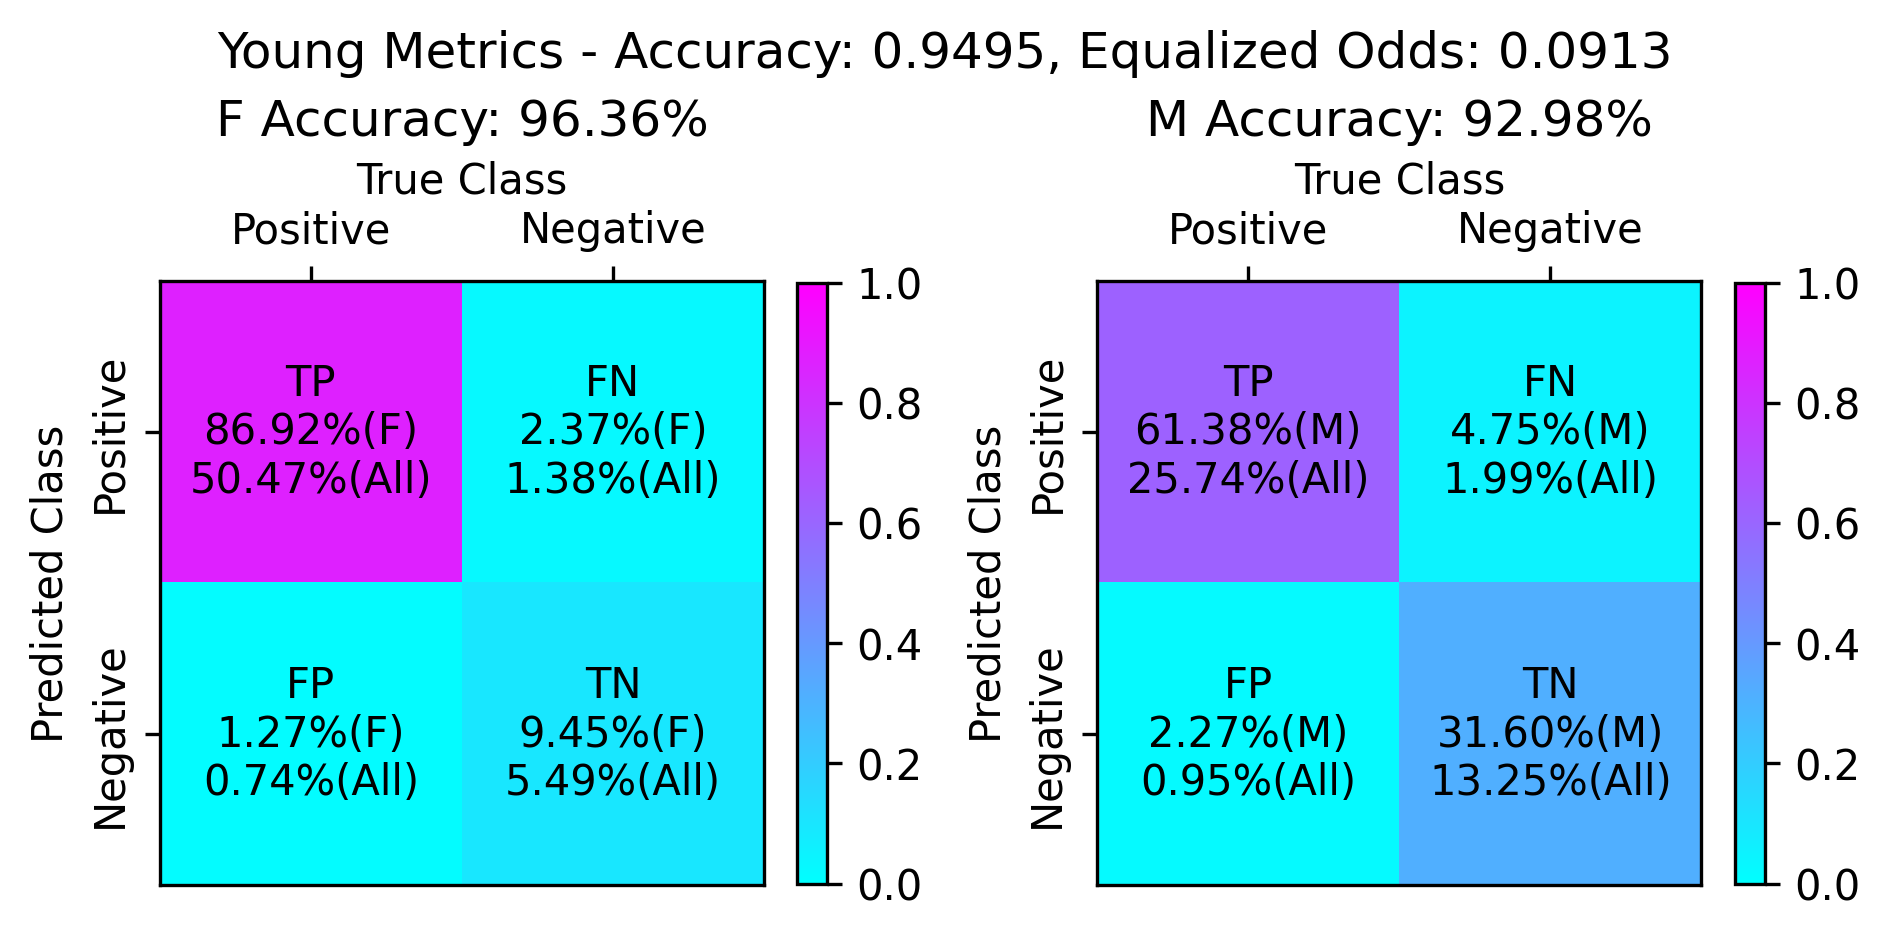 Young Metrics - Accuracy: 0.9495, Equalized Odds: 0.0913
F Accuracy: 96.36%
True Class
Positive Negative
Predicted Class
Positive
Negative
TP
86.92%(F)
50.47%(All)
FN
2.37%(F)
1.38%(All)
FP
1.27%(F)
0.74%(All)
TN
9.45%(F)
5.49%(All)
1.0
0.8
0.6
0.4
0.2
0.0
M Accuracy: 92.98%
True Class
Positive Negative
Predicted Class
Positive
Negative
TP
61.38%(M)
25.74%(All)
FN
4.75%(M)
1.99%(All)
FP
2.27%(M)
0.95%(All)
TN
31.60%(M)
13.25%(All)
1.0
0.8
0.6
0.4
0.2
0.0